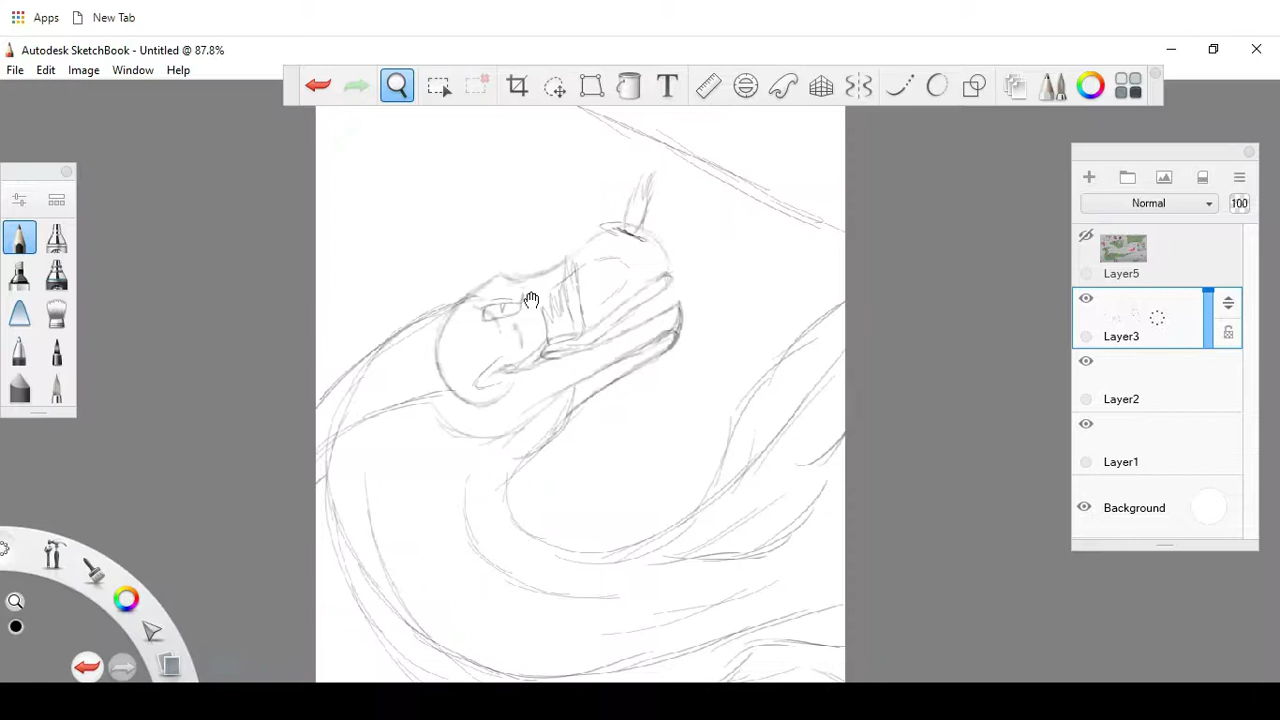 Apps New Tab
Autodesk SketchBook - Untitled @ 87.8%
File Edit Image Window Help
T
Normal 100
Layer5
Layer3
Layer2
Layer1
Background